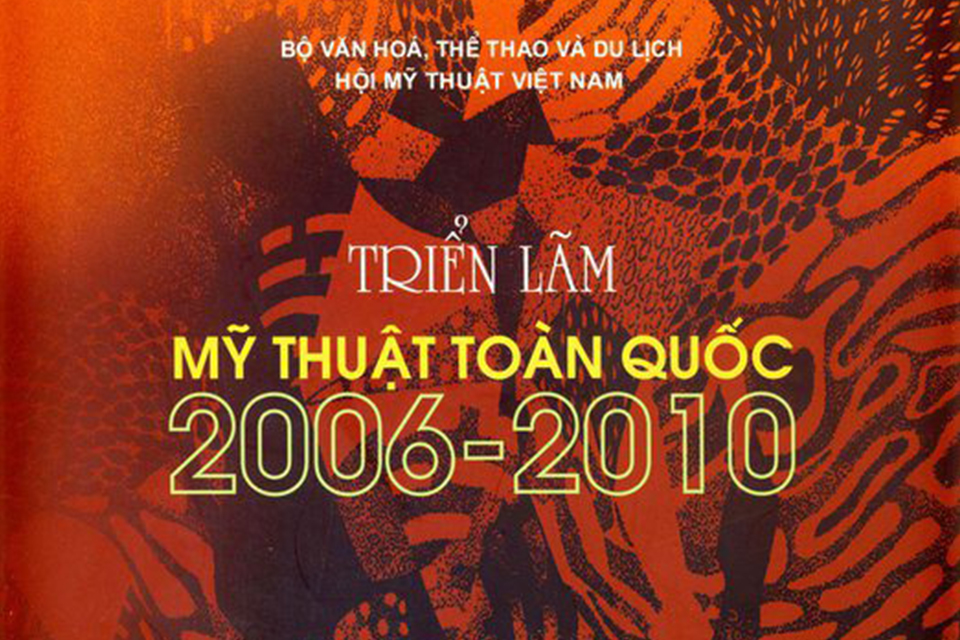 BỘ VĂN HOÁ, THỂ THAO VÀ DU LỊCH
HỘI MỸ THUẬT VIỆT NAM
TRIỂN LÃM
MỸ THUẬT TOÀN QUỐC
2006-2010